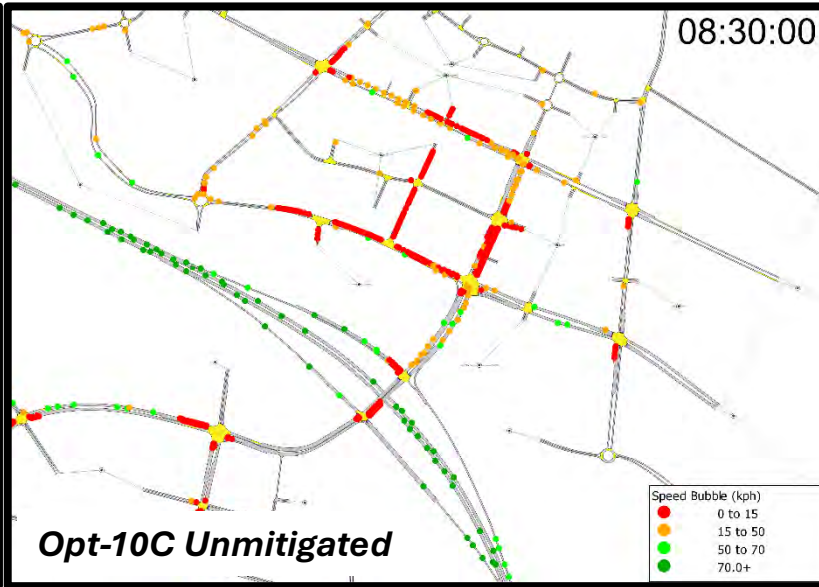 08:30:00
Speed Bubble (kph)
0 to 15
15 to 50
50 to 70
70.0+
Opt-10C Unmitigated